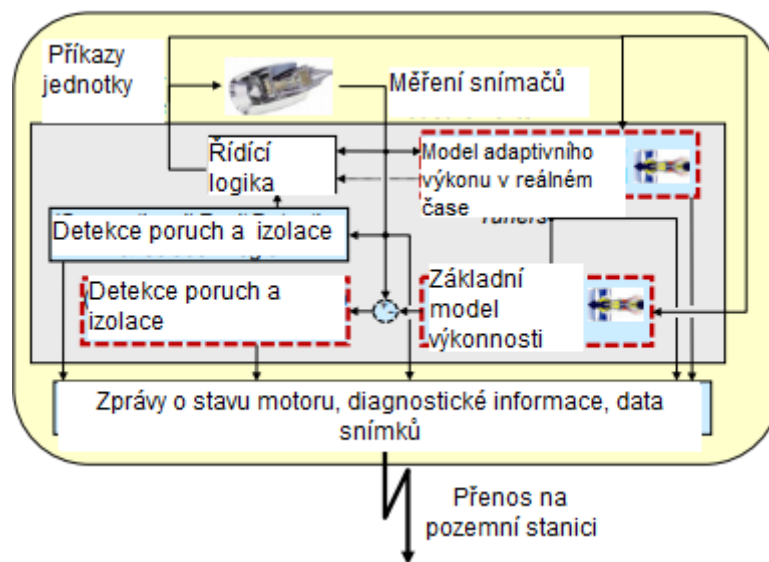 Příkazy
jednotky
Měření snímačů
Řídící
logika
Model adaptivního
výkonu v reálném
čase
Detekce poruch a izolace
Detekce poruch a
izolace
Základní
model
výkonnosti
Zprávy o stavu motoru, diagnostické informace, data
snímků
Přenos na
pozemní stanici